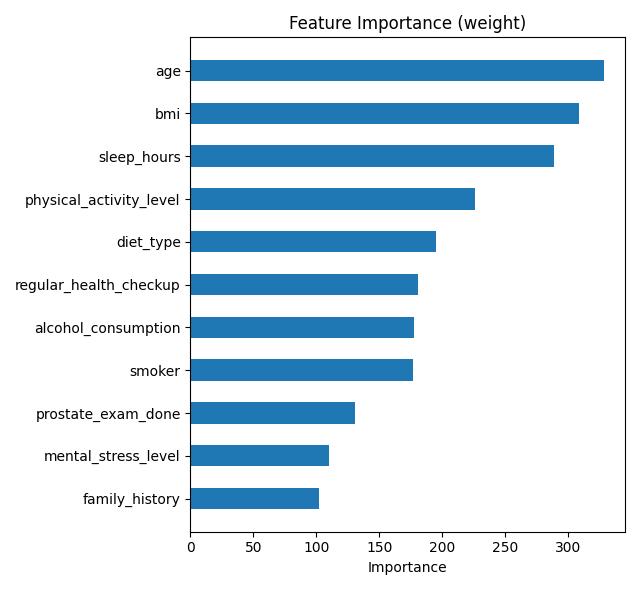 Feature Importance (weight)
age
bmi
sleep_hours
physical_activity_level
diet_type
regular_health_checkup
alcohol_consumption
smoker
prostate_exam_done
mental_stress_level
family_history
0 50 100 150 200 250 300
Importance